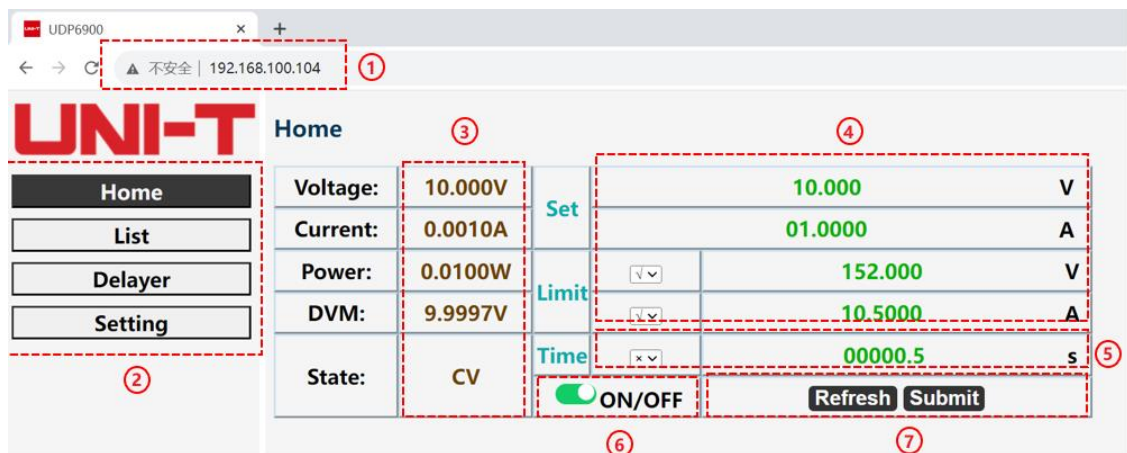 UDP6900 × +
不安全 | 192.168.100.104 ①
UNI-T
Home
List
Delayer
Setting
②
Home ③ ④
Voltage: 10.000V Set 10.000 V
Current: 0.0010A 01.0000 A
Power: 0.0100W Limit √ 152.000 V
DVM: 9.9997V √ 10.5000 A
State: CV Time × 00000.5 s ⑤
ON/OFF Refresh Submit
⑥ ⑦